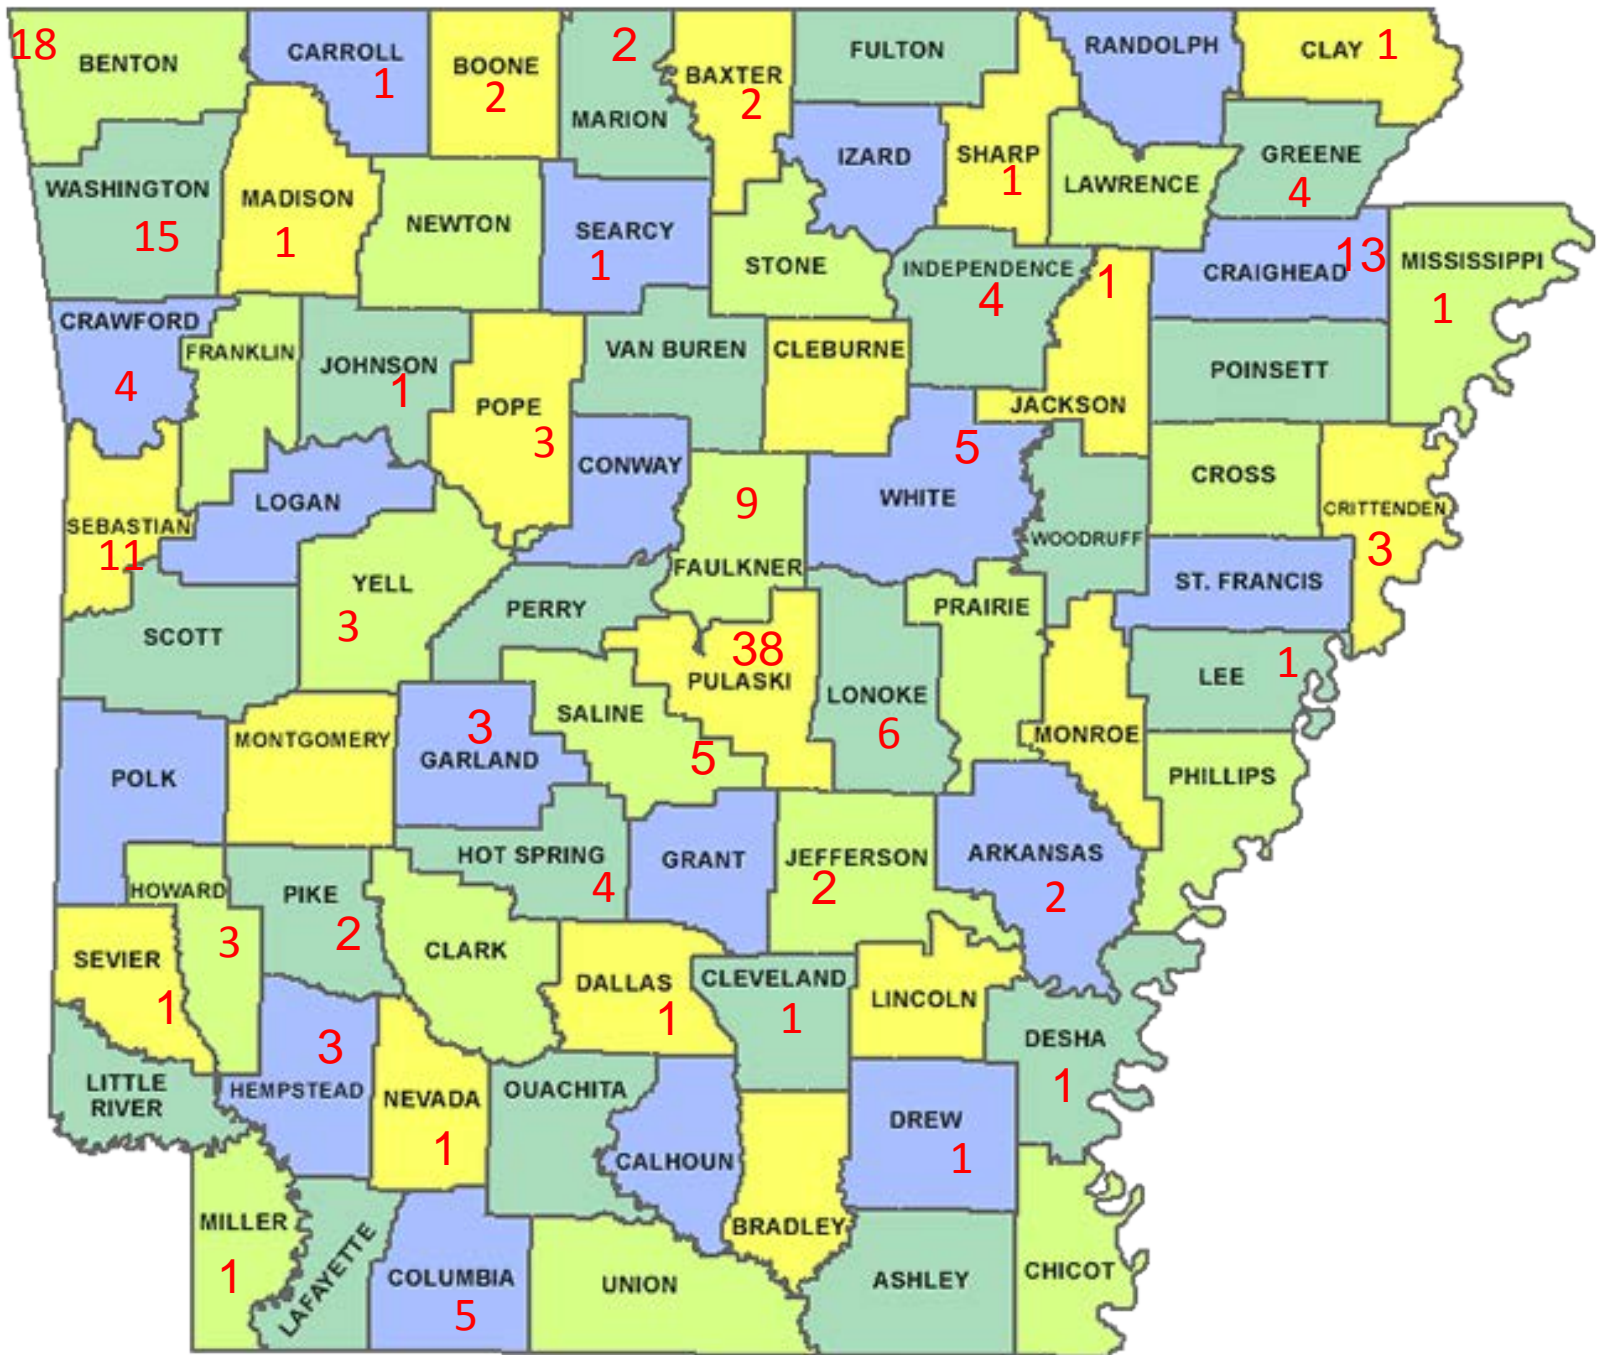 18
BENTON
CARROLL
1
BOONE
2
2
MARION
BAXTER
2
FULTON
RANDOLPH
CLAY 1
WASHINGTON
15
MADISON
1
NEWTON
SEARCY
1
STONE
IZARD
SHARP
1
LAWRENCE
GREENE
4
INDEPENDENCE
4
1
JACKSON
CRAIGHEAD 13
MISSISSIPPI
1
CRAWFORD
4
FRANKLIN
JOHNSON
1
POPE
3
VAN BUREN
CLEBURNE
POINSETT
SEBASTIAN
11
LOGAN
CONWAY
9
FAULKNER
5
WHITE
WOODRUFF
CROSS
CRITTENDEN
3
SCOTT
YELL
3
PERRY
38
PULASKI
LONOKE
6
PRAIRIE
ST. FRANCIS
LEE 1
POLK
MONTGOMERY
3
GARLAND
SALINE
5
MONROE
PHILLIPS
HOWARD
3
PIKE
2
HOT SPRING
4
GRANT
JEFFERSON
2
ARKANSAS
2
SEVIER
1
CLARK
DALLAS
1
CLEVELAND
1
LINCOLN
DESHA
1
LITTLE
RIVER
3
HEMPSTEAD
NEVADA
1
OUACHITA
CALHOUN
BRADLEY
DREW
1
MILLER
1
LAFAYETTE
COLUMBIA
5
UNION
ASHLEY
CHICOT